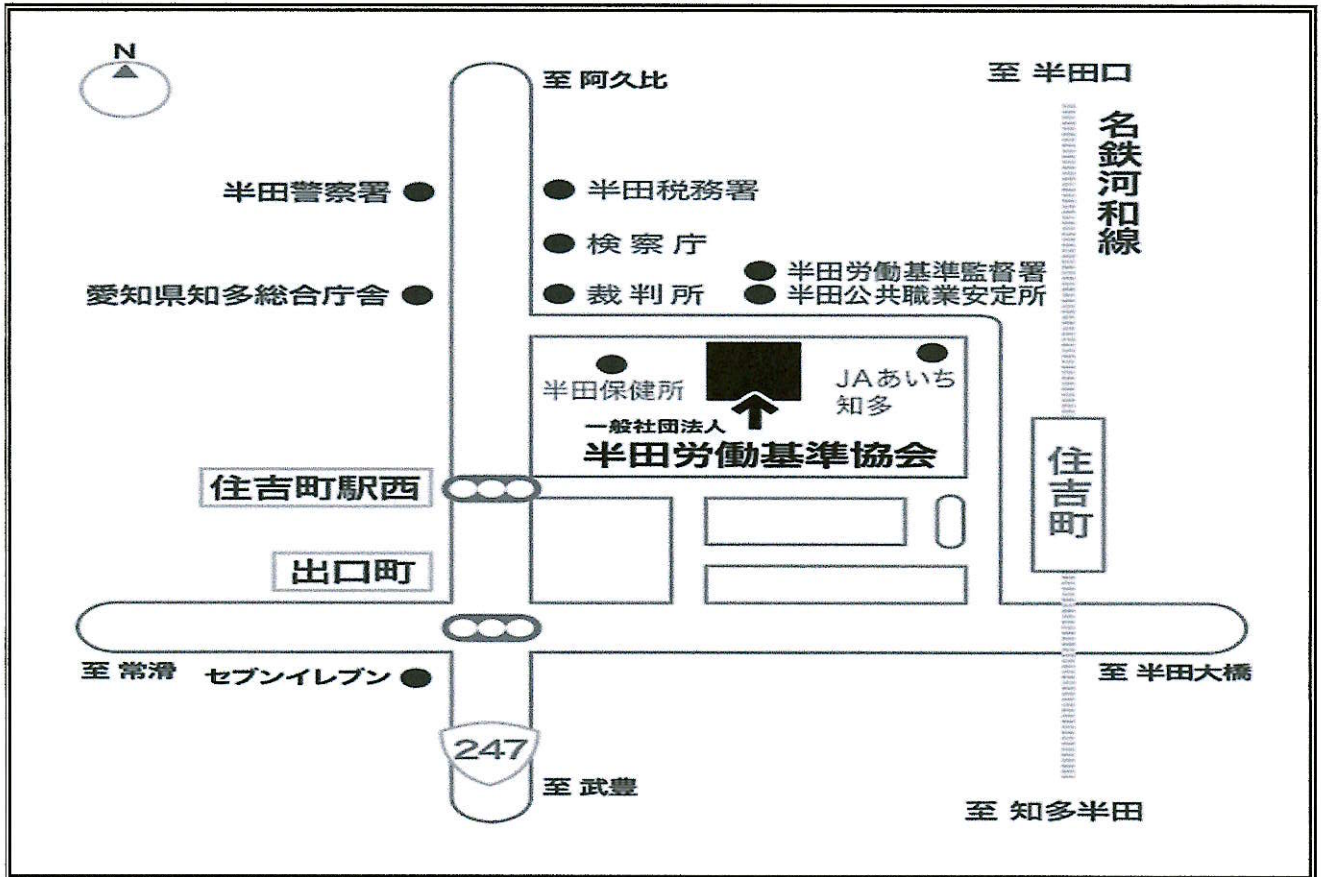 N
至 阿久比
至 半田口
名鉄河和線
半田警察署
半田税務署
検察庁
半田労働基準監督署
愛知県知多総合庁舎
裁判所
半田公共職業安定所
半田保健所
JAあいち
知多
一般社団法人
半田労働基準協会
住吉町駅西
住吉町
出口町
至 常滑
セブンイレブン
至 半田大橋
247
至 武豊
至 知多半田